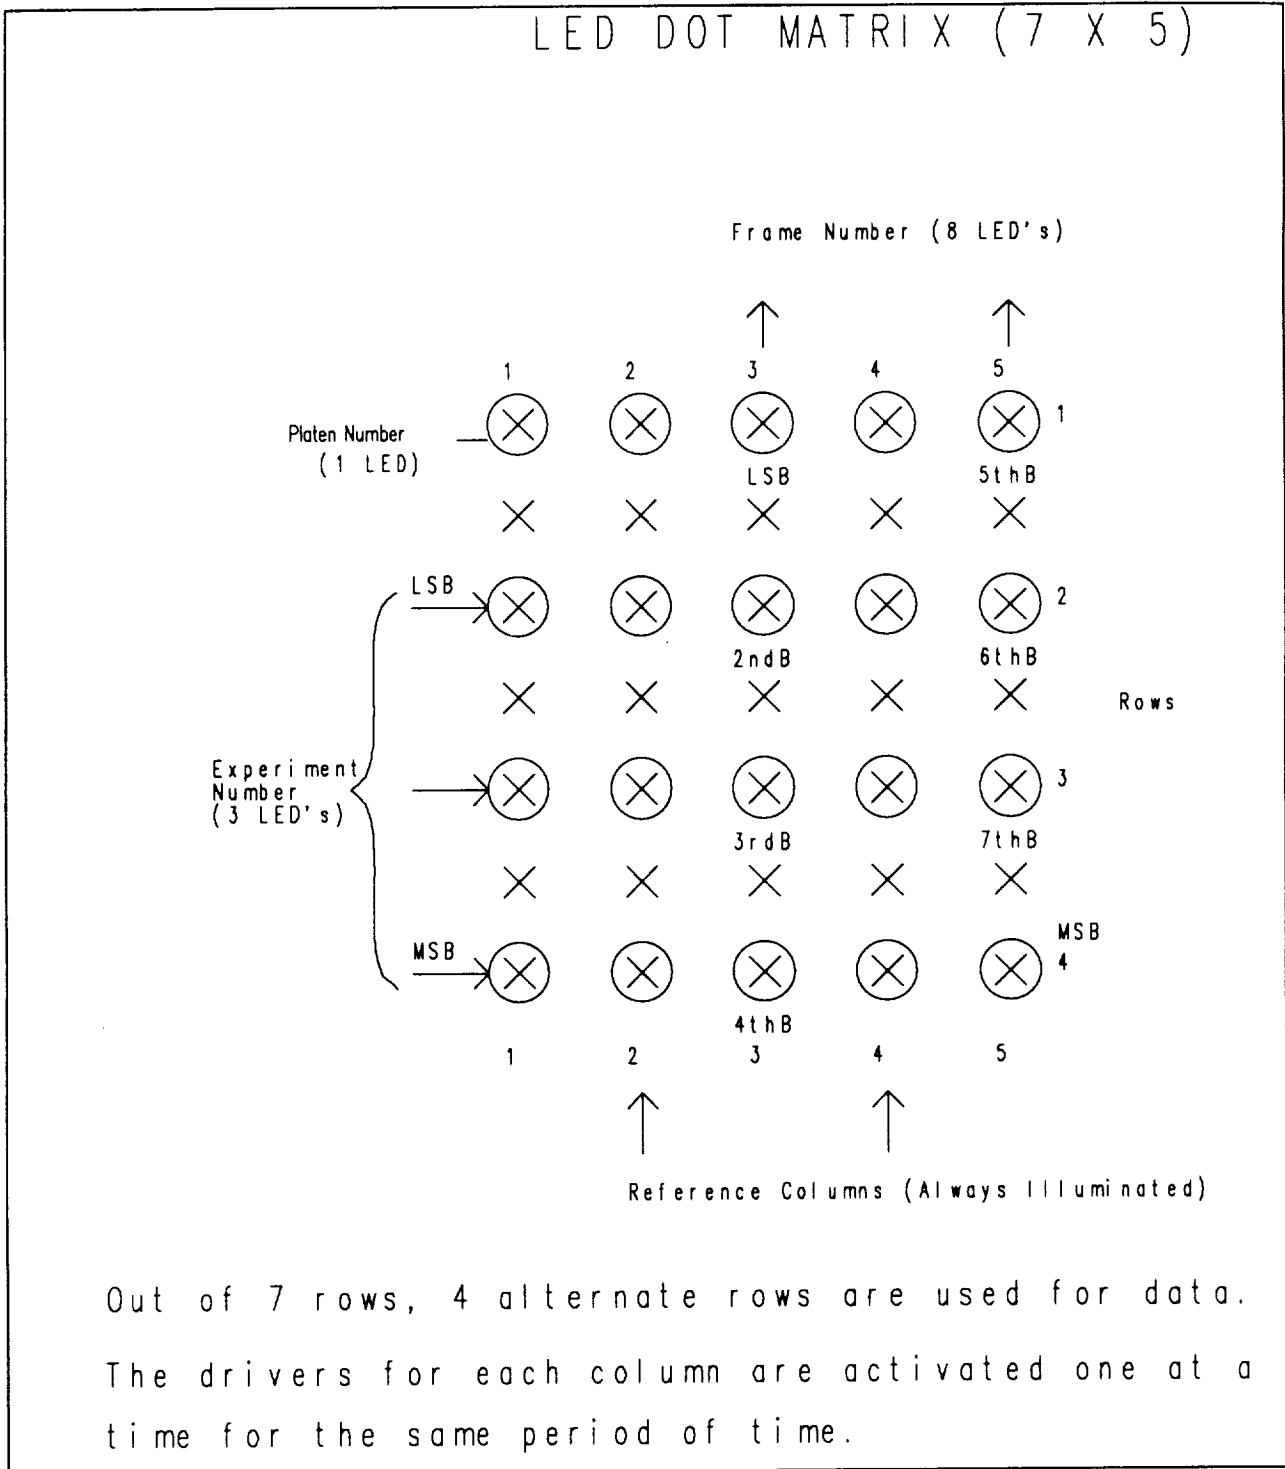 LED DOT MATRIX (7 X 5)
Frame Number (8 LED's)
1 2 3 4 5
Platen Number
(1 LED)
1
LSB 5thB
LSB
2
2ndB 6thB
Rows
Experiment
Number
(3 LED's)
3
3rdB 7thB
MSB
MSB
4
4thB
1 2 3 4 5
Reference Columns (Always Illuminated)
Out of 7 rows, 4 alternate rows are used for data.
The drivers for each column are activated one at a
time for the same period of time.